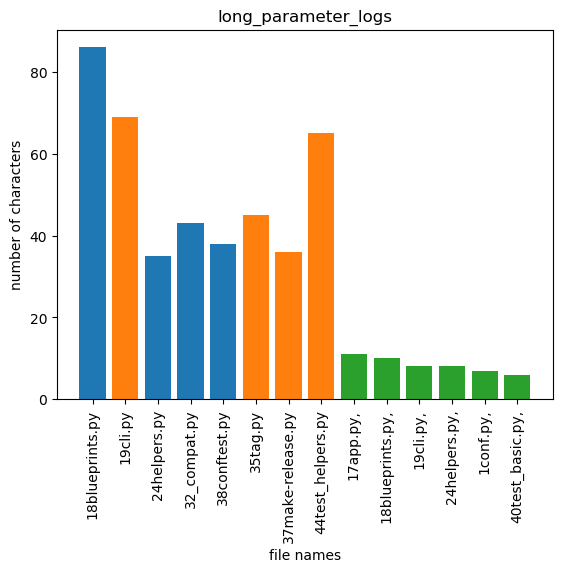 long_parameter_logs
number of characters
80
60
40
20
0
18blueprints.py
19cli.py
24helpers.py
32_compat.py
38conftest.py
35tag.py
37make-release.py
44test_helpers.py
17app.py,
18blueprints.py,
19cli.py,
24helpers.py,
1conf.py,
40test_basic.py,
file names